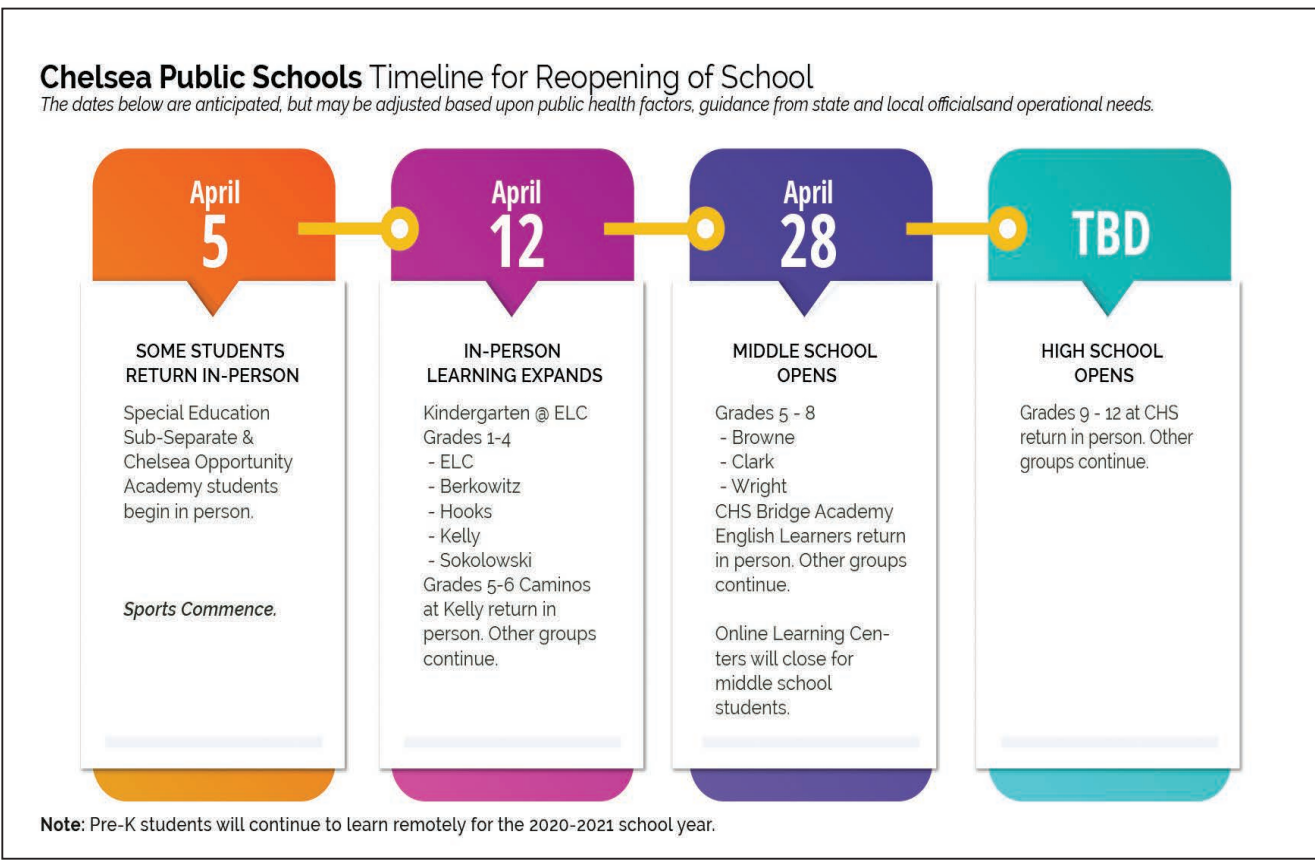 Chelsea Public Schools Timeline for Reopening of School
The dates below are anticipated, but may be adjusted based upon public health factors, guidance from state and local officialsand operational needs.
April
5
SOME STUDENTS
RETURN IN-PERSON
Special Education
Sub-Separate &
Chelsea Opportunity
Academy students
begin in person.
Sports Commence.
April
12
IN-PERSON
LEARNING EXPANDS
Kindergarten @ ELC
Grades 1-4
- ELC
- Berkowitz
- Hooks
- Kelly
- Sokolowski
Grades 5-6 Caminos
at Kelly return in
person. Other groups
continue.
April
28
MIDDLE SCHOOL
OPENS
Grades 5 - 8
- Browne
- Clark
- Wright
CHS Bridge Academy
English Learners return
in person. Other groups
continue.
Online Learning Cen-
ters will close for
middle school
students.
TBD
HIGH SCHOOL
OPENS
Grades 9 - 12 at CHS
return in person. Other
groups continue.
Note: Pre-K students will continue to learn remotely for the 2020-2021 school year.